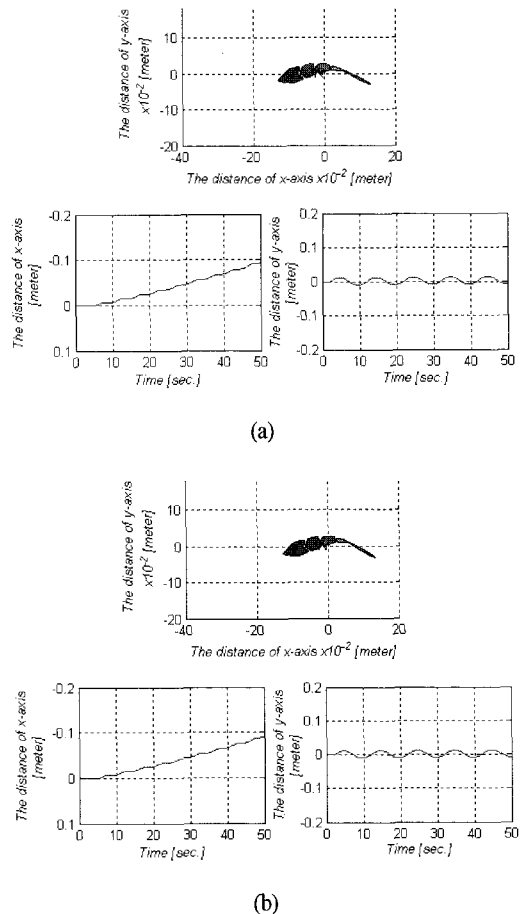 The distance of y-axis
x10⁻² [meter]
10
0
-10
-20
-40
-20
0
20
The distance of x-axis x10⁻² [meter]
The distance of x-axis
[meter]
-0.2
-0.1
0
0.1
0 10 20 30 40 50
Time [sec.]
The distance of y-axis
[meter]
0.2
0.1
0
-0.1
-0.2
0 10 20 30 40 50
Time [sec.]
(a)
The distance of y-axis
x10⁻² [meter]
10
0
-10
-20
-40
-20
0
20
The distance of x-axis x10⁻² [meter]
The distance of x-axis
[meter]
-0.2
-0.1
0
0.1
0 10 20 30 40 50
Time [sec.]
The distance of y-axis
[meter]
0.2
0.1
0
-0.1
-0.2
0 10 20 30 40 50
Time [sec.]
(b)